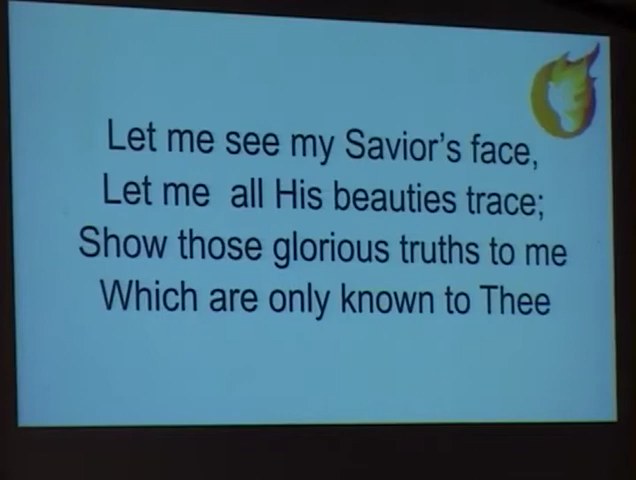 Let me see my Savior's face,
Let me  all His beauties trace;
Show those glorious truths to me
Which are only known to Thee